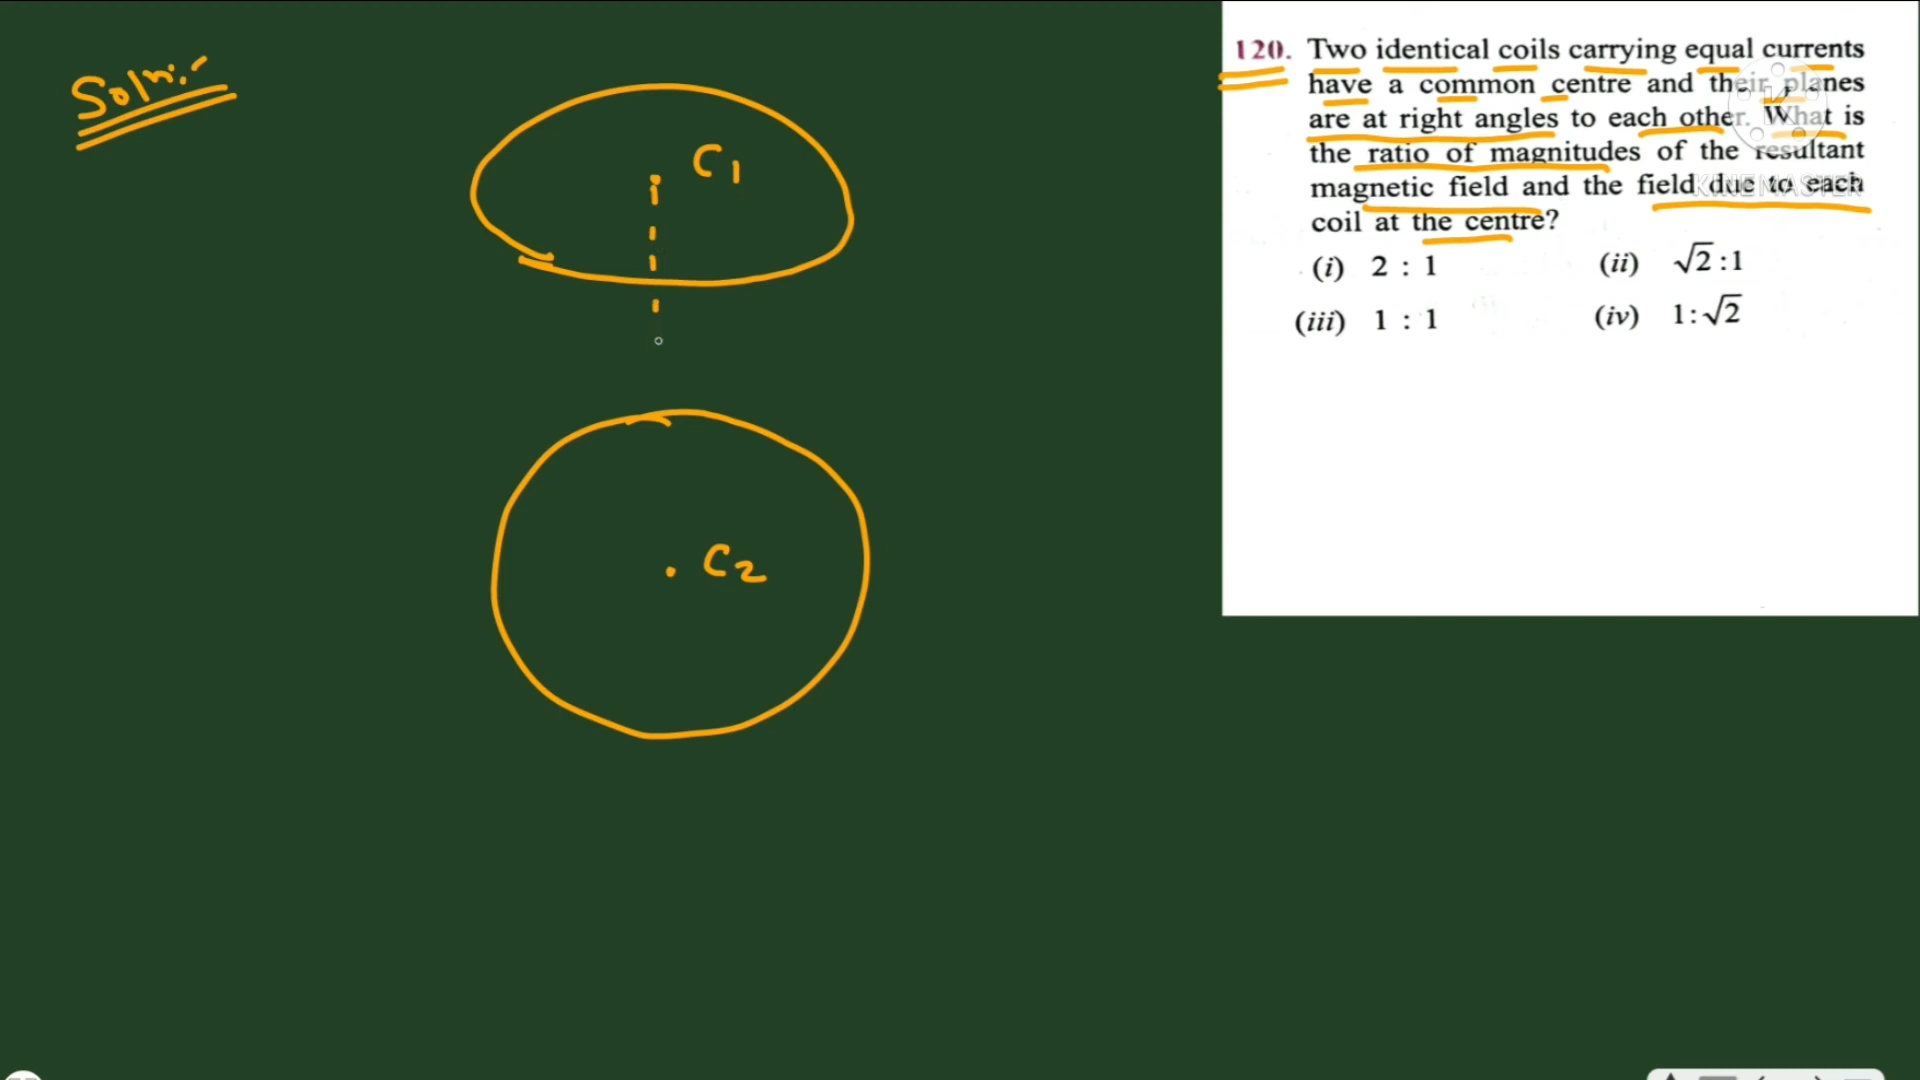 Soln:-
C1
C2
120. Two identical coils carrying equal currents
have a common centre and their planes
are at right angles to each other. What is
the ratio of magnitudes of the resultant
magnetic field and the field due to each
coil at the centre?
(i) 2 : 1 (ii) √2 : 1
(iii) 1 : 1 (iv) 1 : √2
KINEMASTER